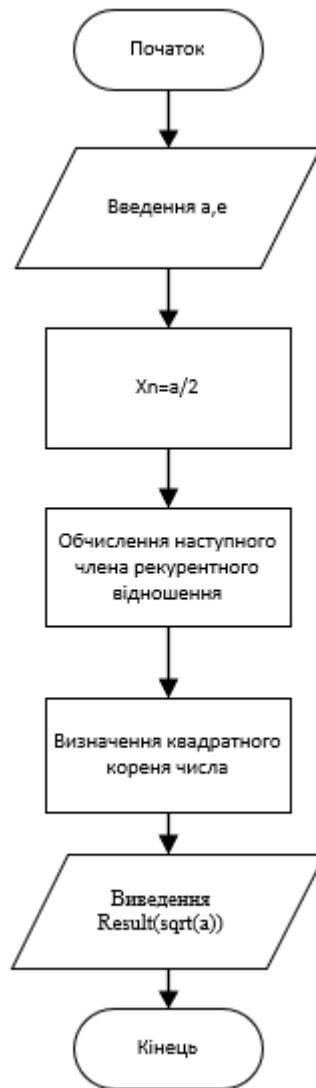 Початок
Введення a,e
Xn=a/2
Обчислення наступного
члена рекурентного
відношення
Визначення квадратного
кореня числа
Виведення
Result(sqrt(a))
Кінець